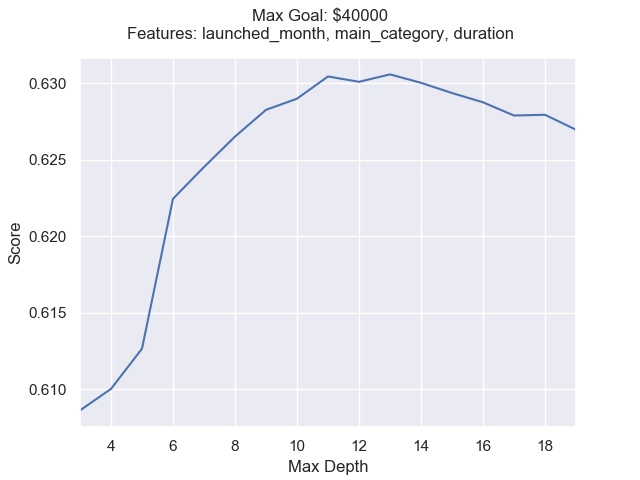 Max Goal: $40000
Features: launched_month, main_category, duration
0.630
0.625
0.620
0.615
0.610
Score
4 6 8 10 12 14 16 18
Max Depth